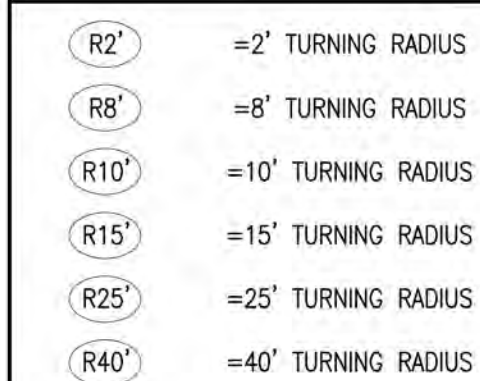 R2' =2' TURNING RADIUS
R8' =8' TURNING RADIUS
R10' =10' TURNING RADIUS
R15' =15' TURNING RADIUS
R25' =25' TURNING RADIUS
R40' =40' TURNING RADIUS